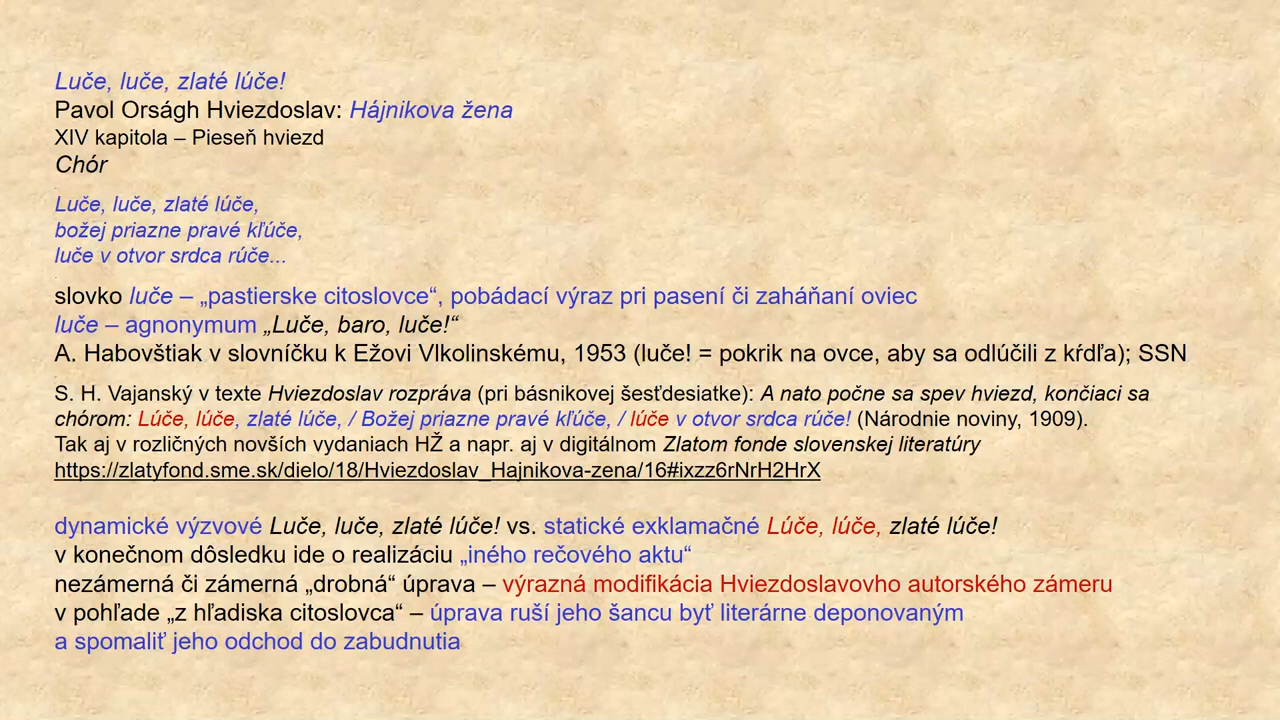 Luče, luče, zlaté lúče!
Pavol Orságh Hviezdoslav: Hájnikova žena
XIV kapitola – Pieseň hviezd
Chór
Luče, luče, zlaté lúče,
božej priazne pravé kľúče,
luče v otvor srdca rúče...
slovko luče – „pastierske citoslovce“, pobádací výraz pri pasení či zaháňaní oviec
luče – agnonymum „Luče, baro, luče!“
A. Habovštiak v slovníčku k Ežovi Vlkolinskému, 1953 (luče! = pokrik na ovce, aby sa odlúčili z kŕdľa); SSN
S. H. Vajanský v texte Hviezdoslav rozpráva (pri básnikovej šesťdesiatke): A nato počne sa spev hviezd, končiaci sa
chórom: Lúče, lúče, zlaté lúče, / Božej priazne pravé kľúče, / lúče v otvor srdca rúče! (Národnie noviny, 1909).
Tak aj v rozličných novších vydaniach HŽ a napr. aj v digitálnom Zlatom fonde slovenskej literatúry
https://zlatyfond.sme.sk/dielo/18/Hviezdoslav_Hajnikova-zena/16#ixzz6rNrH2HrX
dynamické výzvové Luče, luče, zlaté lúče! vs. statické exklamačné Lúče, lúče, zlaté lúče!
v konečnom dôsledku ide o realizáciu „iného rečového aktu“
nezámerná či zámerná „drobná“ úprava – výrazná modifikácia Hviezdoslavovho autorského zámeru
v pohľade „z hľadiska citoslovca“ – úprava ruší jeho šancu byť literárne deponovaným
a spomaliť jeho odchod do zabudnutia